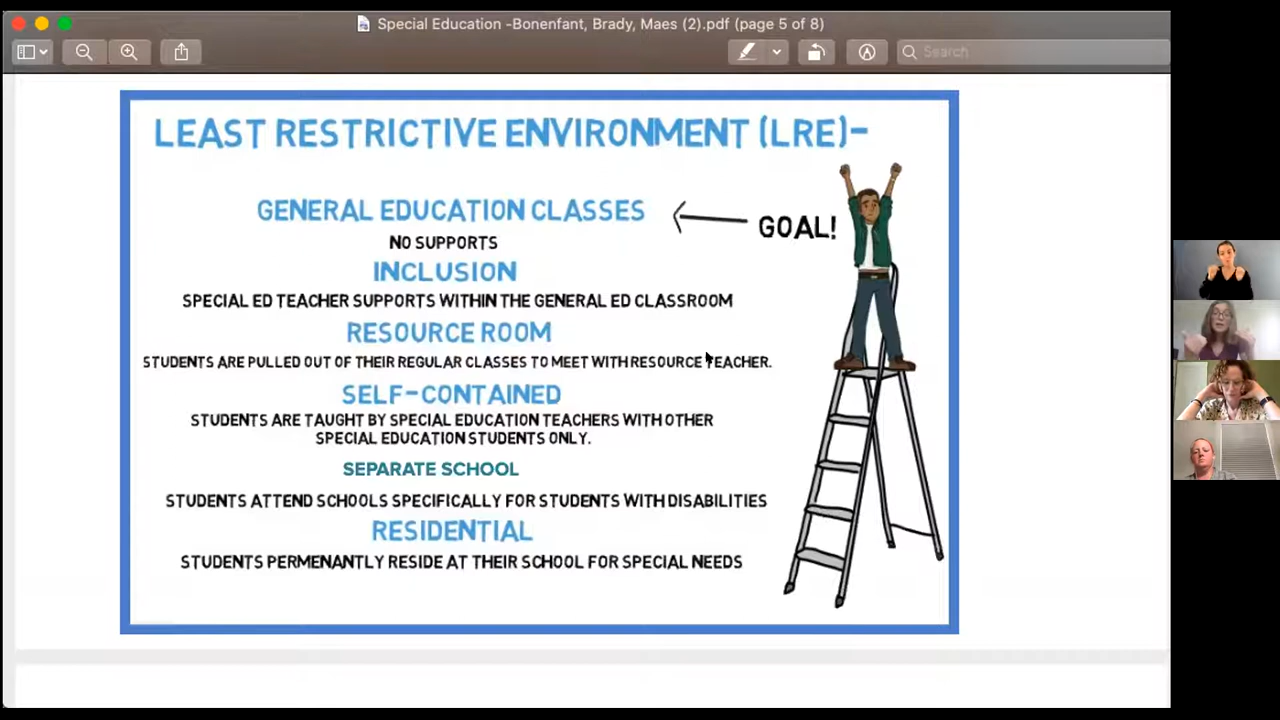 Special Education -Bonenfant, Brady, Maes (2).pdf (page 5 of 8)
Search
LEAST RESTRICTIVE ENVIRONMENT (LRE)-
GENERAL EDUCATION CLASSES
GOAL!
NO SUPPORTS
INCLUSION
SPECIAL ED TEACHER SUPPORTS WITHIN THE GENERAL ED CLASSROOM
RESOURCE ROOM
STUDENTS ARE PULLED OUT OF THEIR REGULAR CLASSES TO MEET WITH RESOURCE TEACHER.
SELF-CONTAINED
STUDENTS ARE TAUGHT BY SPECIAL EDUCATION TEACHERS WITH OTHER
SPECIAL EDUCATION STUDENTS ONLY.
SEPARATE SCHOOL
STUDENTS ATTEND SCHOOLS SPECIFICALLY FOR STUDENTS WITH DISABILITIES
RESIDENTIAL
STUDENTS PERMENANTLY RESIDE AT THEIR SCHOOL FOR SPECIAL NEEDS